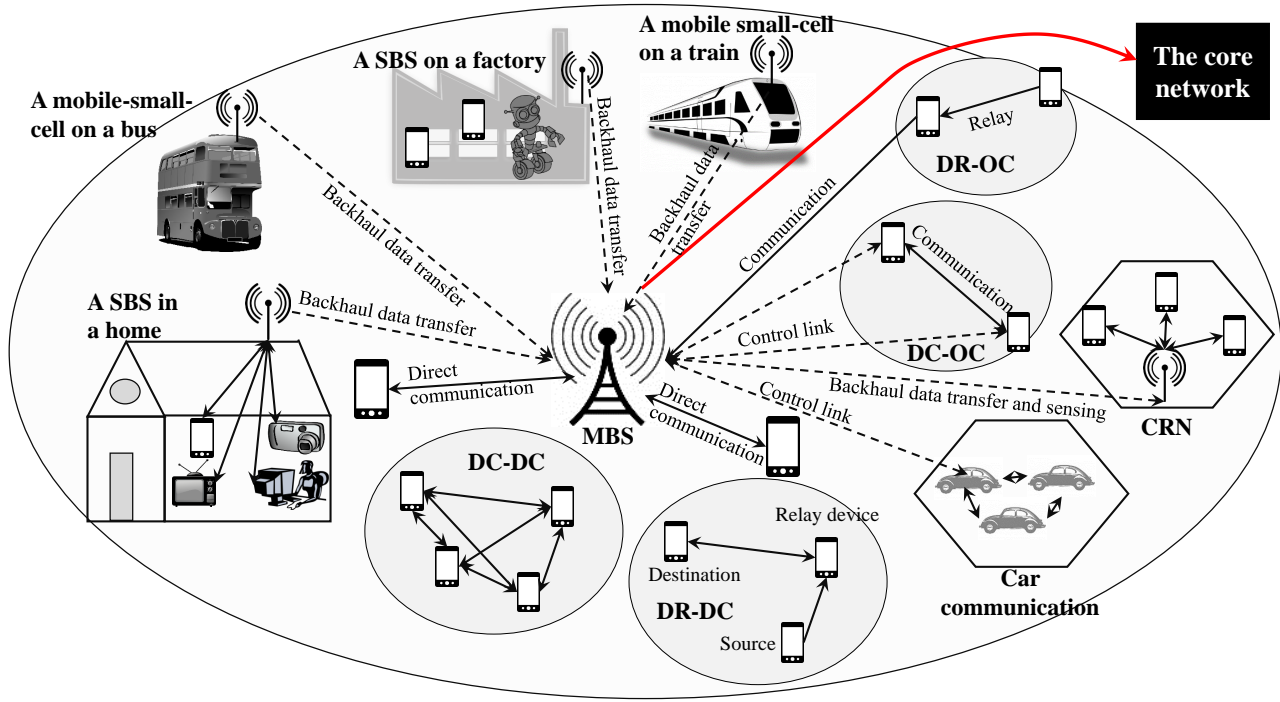 A mobile small-cell
on a train
The core
network
A SBS on a factory
A mobile-small-
cell on a bus
Backhaul data transfer
Backhaul data transfer
Backhaul data
transfer
Relay
DR-OC
Communication
Communication
DC-OC
Control link
A SBS in
a home
Backhaul data transfer
Direct
communication
MBS
Direct
communication
Control link
Backhaul data transfer and sensing
CRN
DC-DC
Relay device
Destination
DR-DC
Source
Car
communication